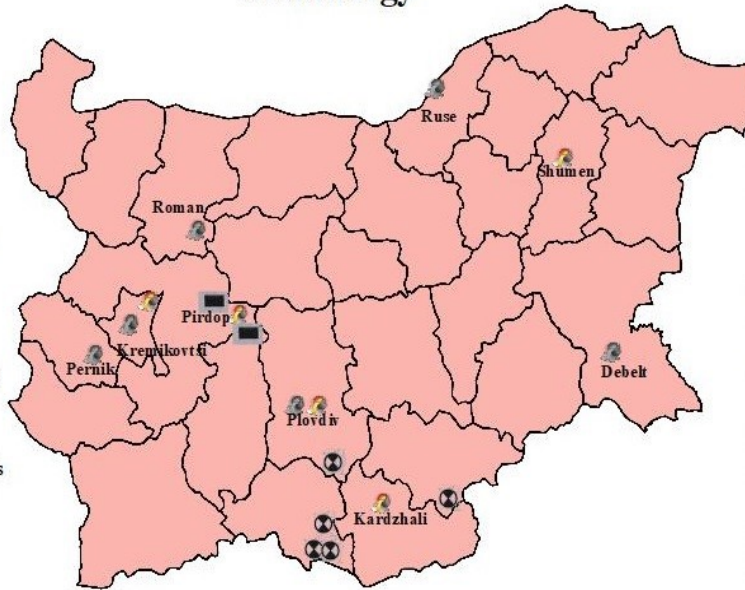 Ruse
Shumen
Roman
Pirdop
Kremikovtsi
Pernik
Debelt
Plovdiv
Kardzhali